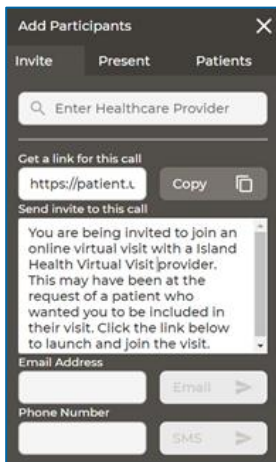 Add Participants
Invite Present Patients
Enter Healthcare Provider
Get a link for this call
https://patient.u Copy
Send invite to this call
You are being invited to join an
online virtual visit with a Island
Health Virtual Visit provider.
This may have been at the
request of a patient who
wanted you to be included in
their visit. Click the link below
to launch and join the visit.
Email Address
Email
Phone Number
SMS